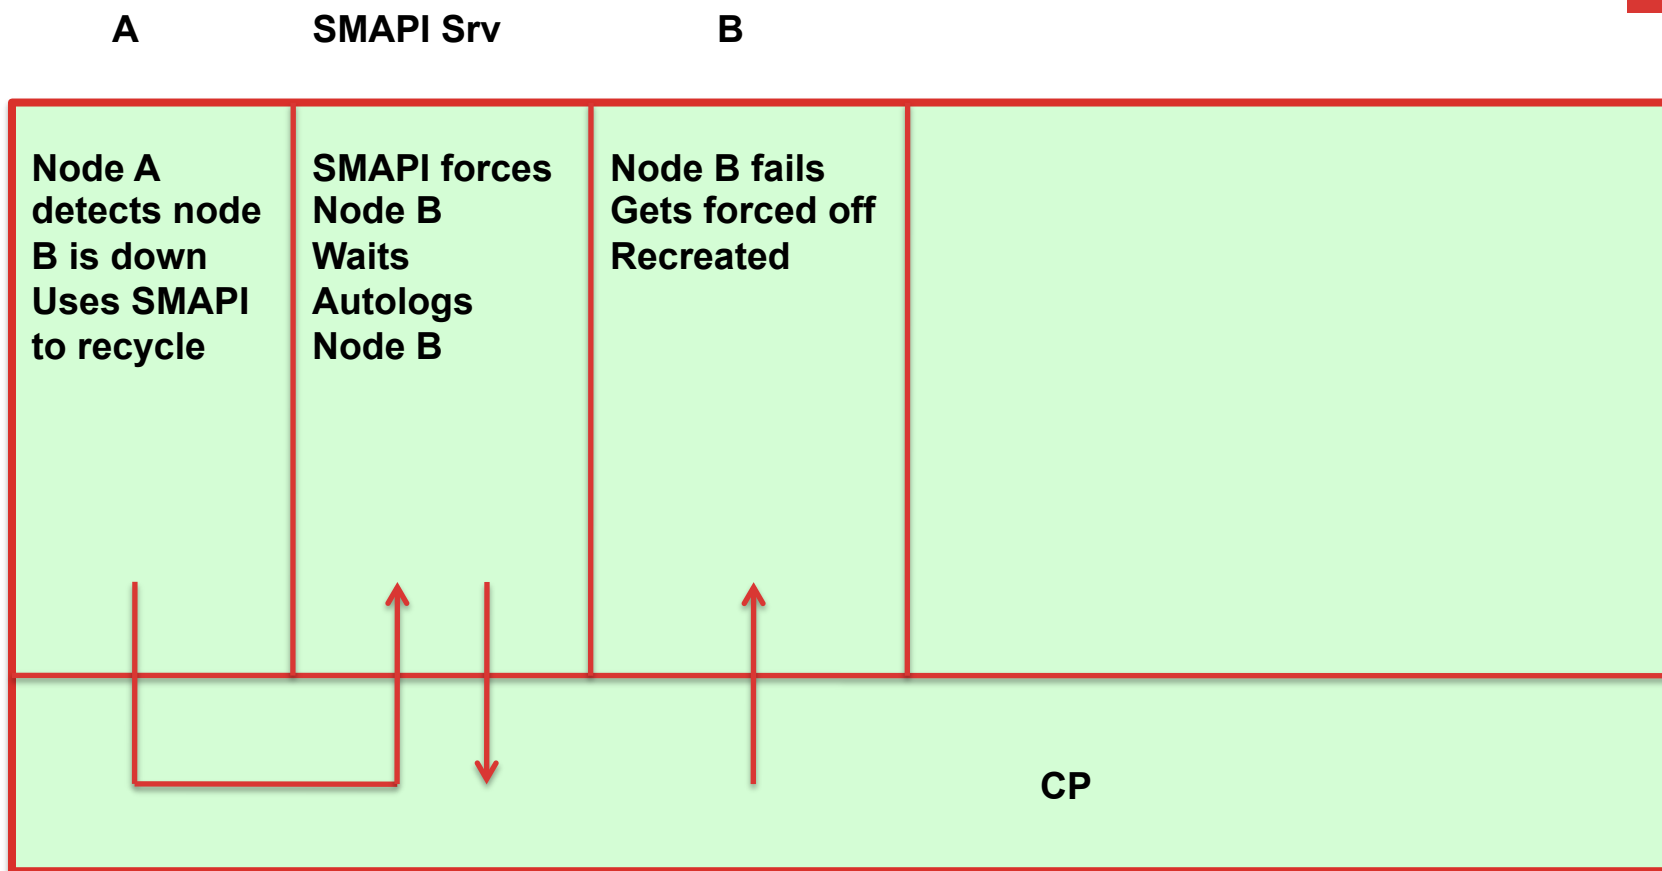 A
SMAPI Srv
B
Node A
detects node
B is down
Uses SMAPI
to recycle
SMAPI forces
Node B
Waits
Autologs
Node B
Node B fails
Gets forced off
Recreated
CP